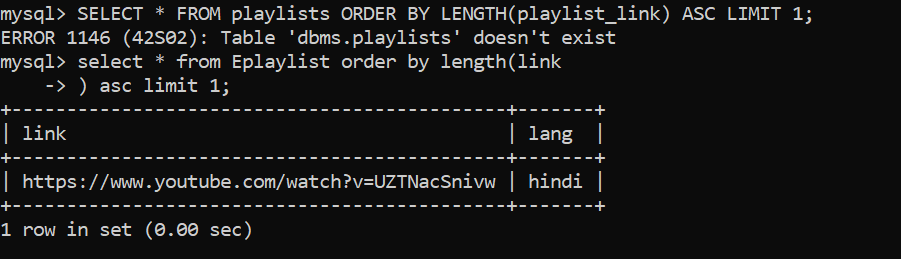 mysql> SELECT * FROM playlists ORDER BY LENGTH(playlist_link) ASC LIMIT 1;
ERROR 1146 (42S02): Table 'dbms.playlists' doesn't exist
mysql> select * from Eplaylist order by length(link
    -> ) asc limit 1;
+---------------------------------------------+-------+
| link                                        | lang  |
+---------------------------------------------+-------+
| https://www.youtube.com/watch?v=UZTNacSnivw | hindi |
+---------------------------------------------+-------+
1 row in set (0.00 sec)